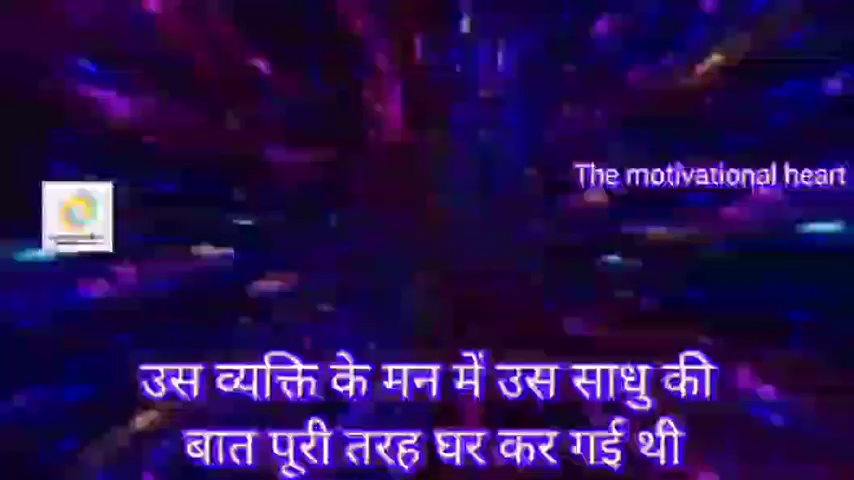 The motivational heart
उस व्यक्ति के मन में उस साधु की
बात पूरी तरह घर कर गई थी